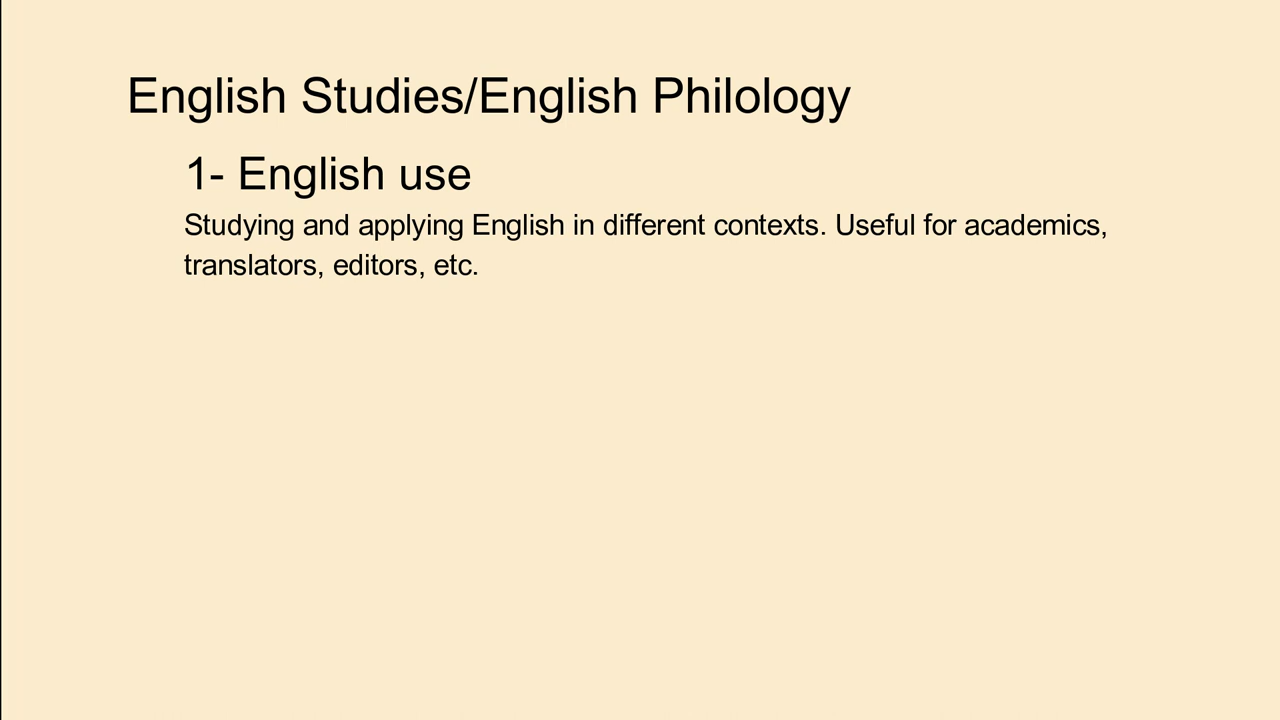 English Studies/English Philology
1- English use
Studying and applying English in different contexts. Useful for academics,
translators, editors, etc.